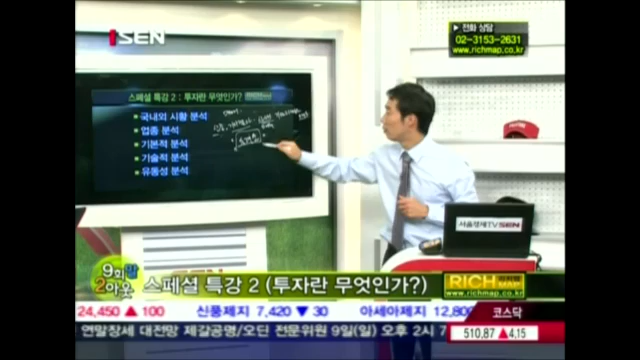 iSEN
▶ 전화 상담
02-3153-2631
www.richmap.co.kr
스페셜 특강 2 : 투자란 무엇인가?
국내외 시황 분석
업종 분석
기본적 분석
기술적 분석
유동성 분석
서울경제TV SEN
9회말
2아웃
스페셜 특강 2 (투자란 무엇인가?)
RICH
MAP
www.richmap.co.kr
24,450 ▲ 100 신풍제지 7,420 ▼ 30 아세아제지 12,800
코스닥
연말장세 대전망 제갈공명/오딘 전문위원 9일(일) 오후 2시
510.87 ▲ 4.15